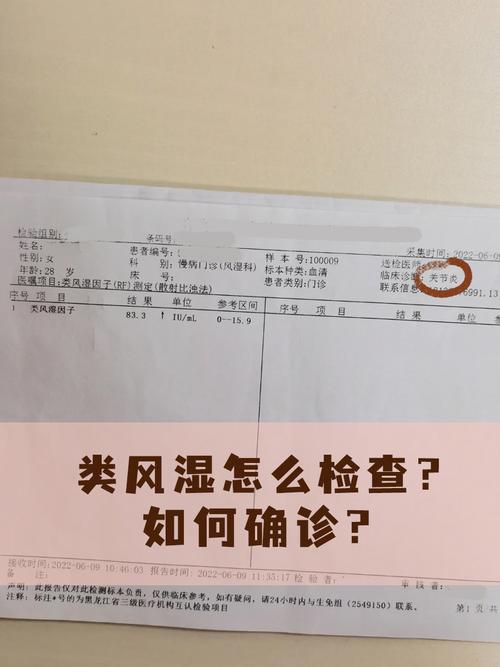 检验组别:
条码号:
姓名:
患者编号:
采集时间:2022-06-09
性别:女
科 别:慢病门诊(风湿科)
样 本 号:100009
送检医师
年龄:28 岁
床 号:
标本种类:血清
临床诊断:关节炎
医嘱项目:类风湿因子(RF)测定(散射比浊法)
患者类别:门诊
联系信息:
序号 项 目 结 果 单 位 参考区间
序号 项 目 结 果 单 位 参考区间
1 类风湿因子 83.3 ↑ IU/mL 0--15.9
类风湿怎么检查?
如何确诊?
接收时间:2022-06-09 10:46:03 报告时间:2022-06-09 11:35:17 检 验 者:
审 核 者:
备 注:
声明:此报告仅对此检测标本负责,仅供临床参考,如有疑问,请24小时内与生免组(2549150)联系。
注释:标注*号的为黑龙江省三级医疗机构互认检验项目
第1页